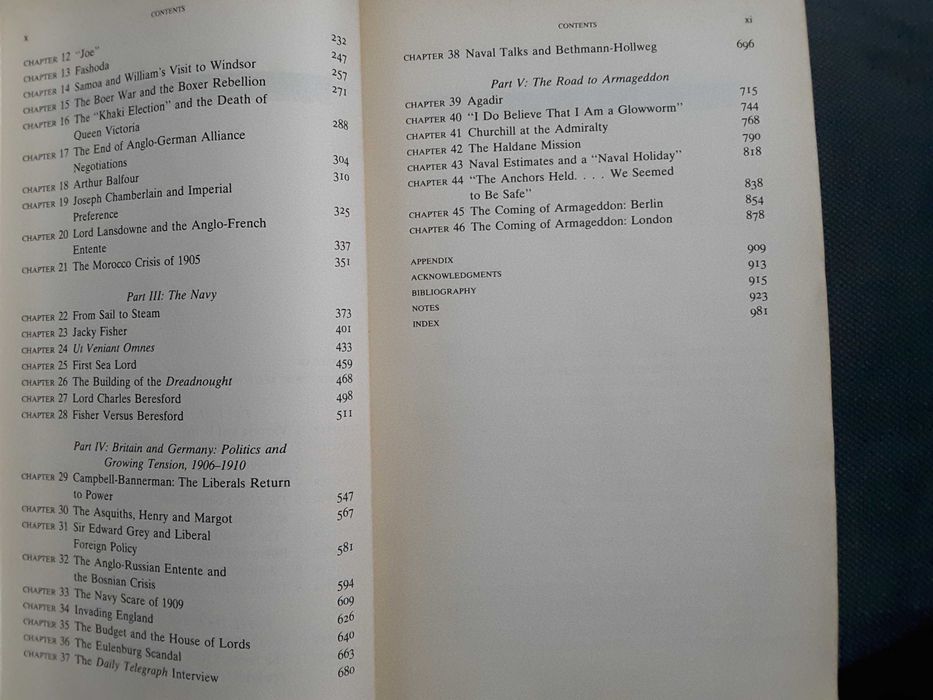 x
CONTENTS
CHAPTER 12 "Joe" 232
CHAPTER 13 Fashoda 247
CHAPTER 14 Samoa and William's Visit to Windsor 257
CHAPTER 15 The Boer War and the Boxer Rebellion 271
CHAPTER 16 The "Khaki Election" and the Death of
Queen Victoria 288
CHAPTER 17 The End of Anglo-German Alliance
Negotiations 304
CHAPTER 18 Arthur Balfour 310
CHAPTER 19 Joseph Chamberlain and Imperial
Preference 325
CHAPTER 20 Lord Lansdowne and the Anglo-French
Entente 337
CHAPTER 21 The Morocco Crisis of 1905 351
Part III: The Navy
CHAPTER 22 From Sail to Steam 373
CHAPTER 23 Jacky Fisher 401
CHAPTER 24 Ut Veniant Omnes 433
CHAPTER 25 First Sea Lord 459
CHAPTER 26 The Building of the Dreadnought 468
CHAPTER 27 Lord Charles Beresford 498
CHAPTER 28 Fisher Versus Beresford 511
Part IV: Britain and Germany: Politics and
Growing Tension, 1906–1910
CHAPTER 29 Campbell-Bannerman: The Liberals Return
to Power 547
CHAPTER 30 The Asquiths, Henry and Margot 567
CHAPTER 31 Sir Edward Grey and Liberal
Foreign Policy 581
CHAPTER 32 The Anglo-Russian Entente and
the Bosnian Crisis 594
CHAPTER 33 The Navy Scare of 1909 609
CHAPTER 34 Invading England 626
CHAPTER 35 The Budget and the House of Lords 640
CHAPTER 36 The Eulenburg Scandal 663
CHAPTER 37 The Daily Telegraph Interview 680
CONTENTS
xi
CHAPTER 38 Naval Talks and Bethmann-Hollweg 696
Part V: The Road to Armageddon
CHAPTER 39 Agadir 715
CHAPTER 40 "I Do Believe That I Am a Glowworm" 744
CHAPTER 41 Churchill at the Admiralty 768
CHAPTER 42 The Haldane Mission 790
CHAPTER 43 Naval Estimates and a "Naval Holiday" 818
CHAPTER 44 "The Anchors Held. . . . We Seemed
to Be Safe" 838
CHAPTER 45 The Coming of Armageddon: Berlin 854
CHAPTER 46 The Coming of Armageddon: London 878
APPENDIX 909
ACKNOWLEDGMENTS 913
BIBLIOGRAPHY 915
NOTES 923
INDEX 981